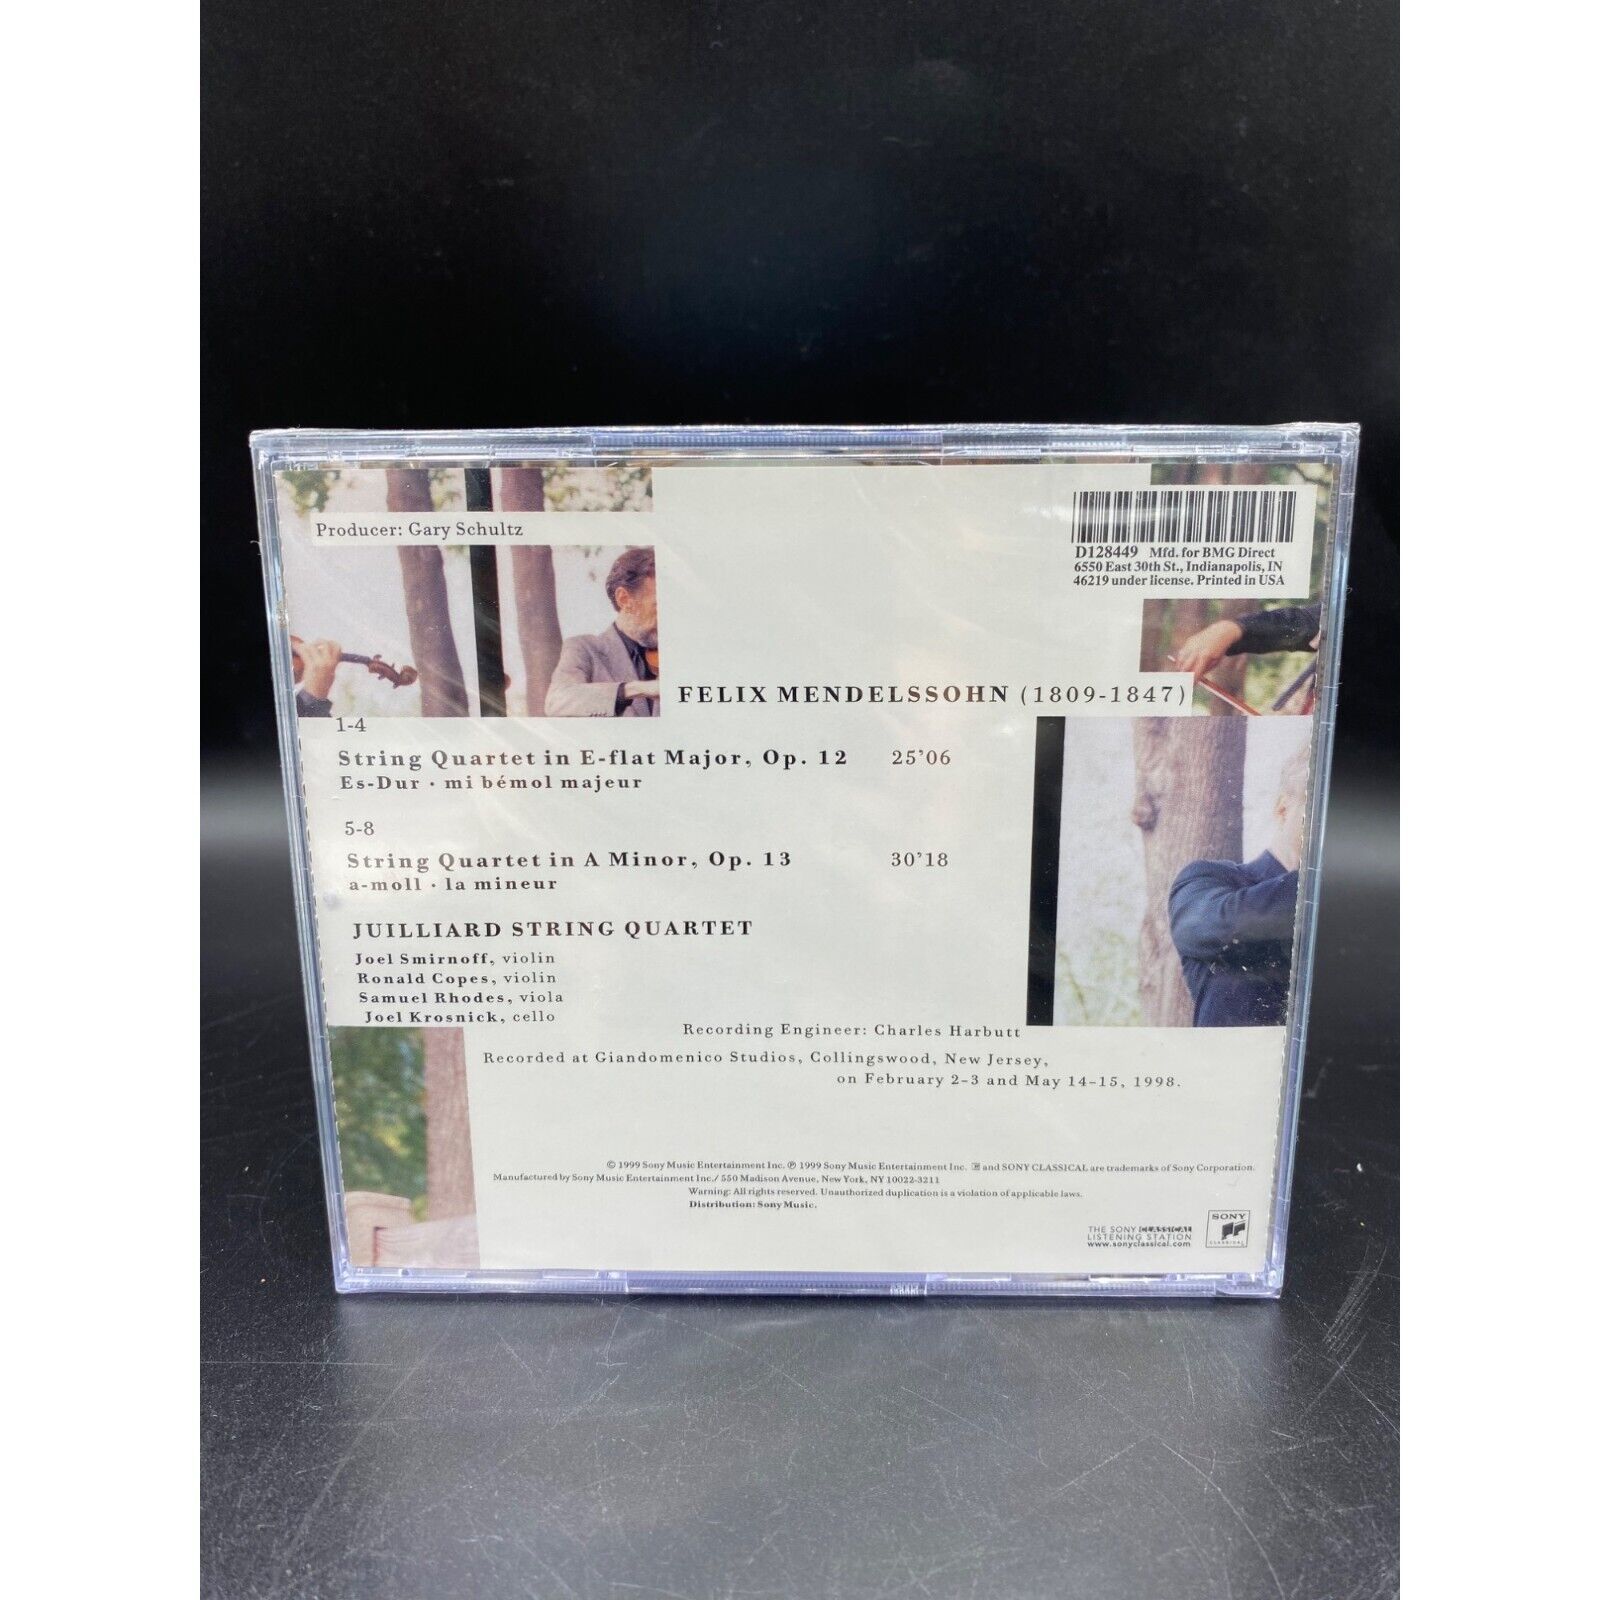 Producer: Gary Schultz
D128449 Mfd. for BMG Direct
6550 East 30th St., Indianapolis, IN
46219 under license. Printed in USA
FELIX MENDELSSOHN (1809-1847)
1-4
String Quartet in E-flat Major, Op. 12 25'06
Es-Dur · mi bémol majeur
5-8
String Quartet in A Minor, Op. 13 30'18
a-moll · la mineur
JUILLIARD STRING QUARTET
Joel Smirnoff, violin
Ronald Copes, violin
Samuel Rhodes, viola
Joel Krosnick, cello
Recording Engineer: Charles Harbutt
Recorded at Giandomenico Studios, Collingswood, New Jersey,
on February 2–3 and May 14–15, 1998.
© 1999 Sony Music Entertainment Inc. ℗ 1999 Sony Music Entertainment Inc. and SONY CLASSICAL are trademarks of Sony Corporation.
Manufactured by Sony Music Entertainment Inc./ 550 Madison Avenue, New York, NY 10022-3211
Warning: All rights reserved. Unauthorized duplication is a violation of applicable laws.
Distribution: Sony Music.
THE SONY CLASSICAL
LISTENING STATION
www.sonyclassical.com
SONY
CLASSICAL